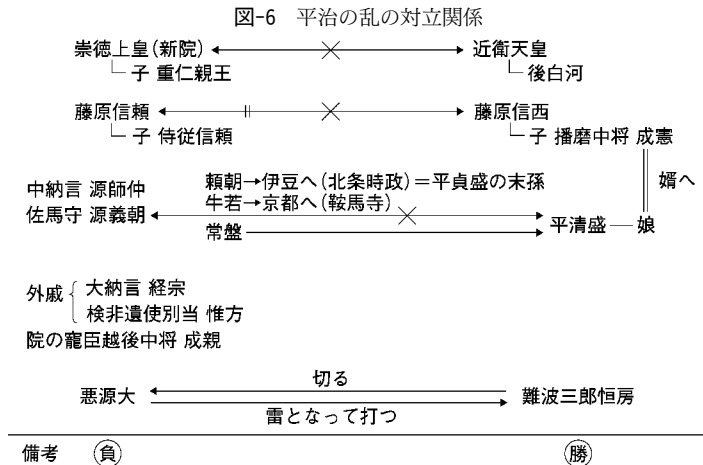 図-6 平治の乱の対立関係
崇徳上皇(新院) 近衛天皇
子 重仁親王 後白河
藤原信頼 藤原信西
子 侍従信頼 子 播磨中将 成憲
頼朝→伊豆へ(北条時政)=平貞盛の末孫 婿へ
中納言 源師仲
牛若→京都へ(鞍馬寺)
佐馬守 源義朝 平清盛 娘
常盤
外戚 大納言 経宗
検非遺使別当 惟方
院の寵臣越後中将 成親
切る
悪源大 難波三郎恒房
雷となって打つ
備考 負 勝